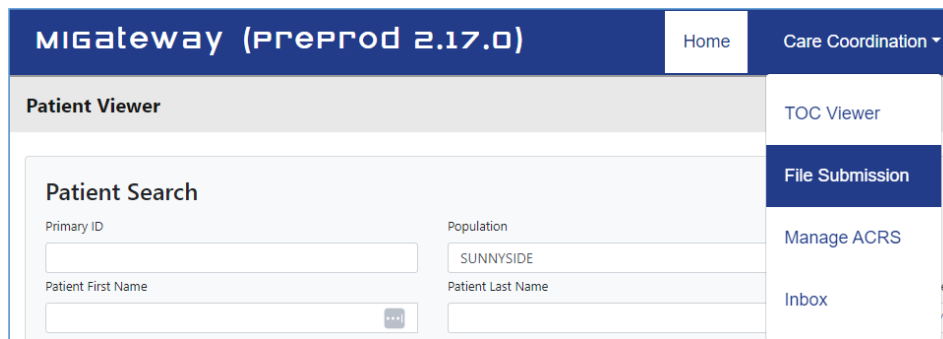 MIGateway (PreProd 2.17.0)
Home
Care Coordination
Patient Viewer
TOC Viewer
File Submission
Patient Search
Primary ID
Population
SUNNYSIDE
Manage ACRS
Patient First Name
Patient Last Name
Inbox